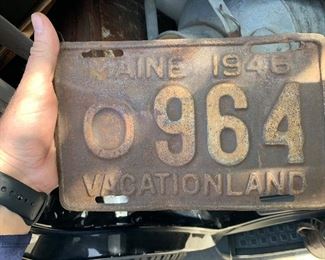 MAINE 1946
O 964
VACATIONLAND